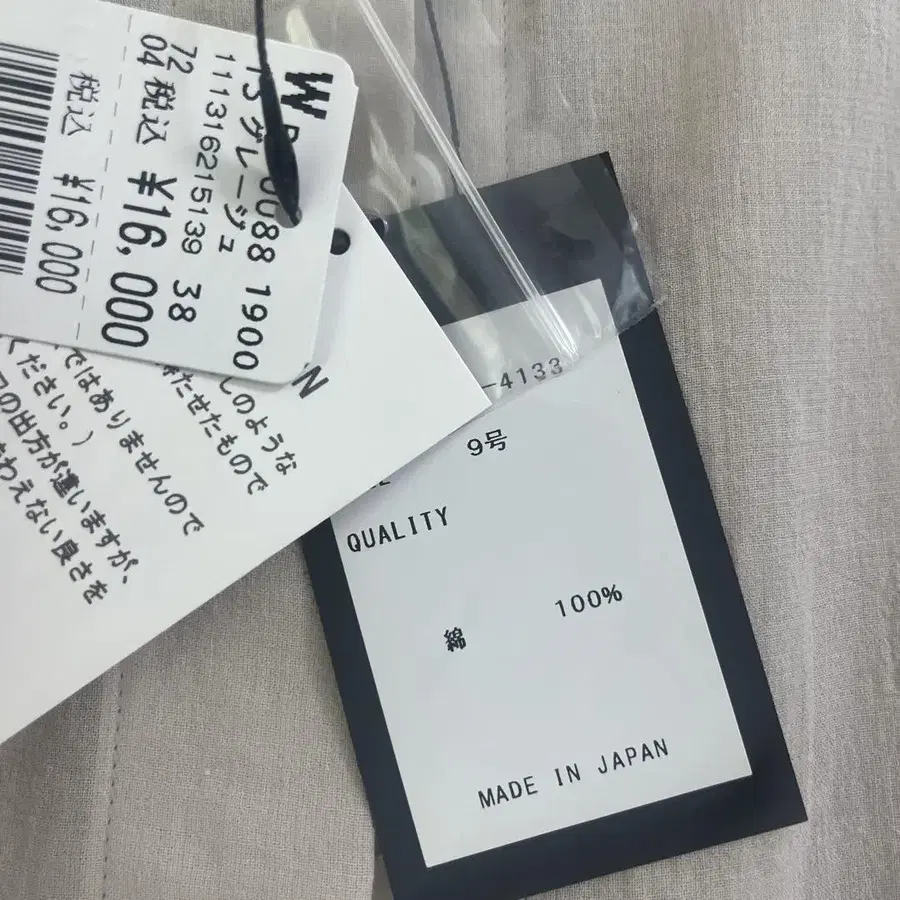 W
0088 1900
13 グレージュ
11131621513９ 38
72
04 税込 ¥16,000
税込 ¥16,000
N
しのような
たせたもので
ではありませんので
ください。)
の出方が違いますが、
わえない良さを
-4133
9号
QUALITY
綿 100%
MADE IN JAPAN